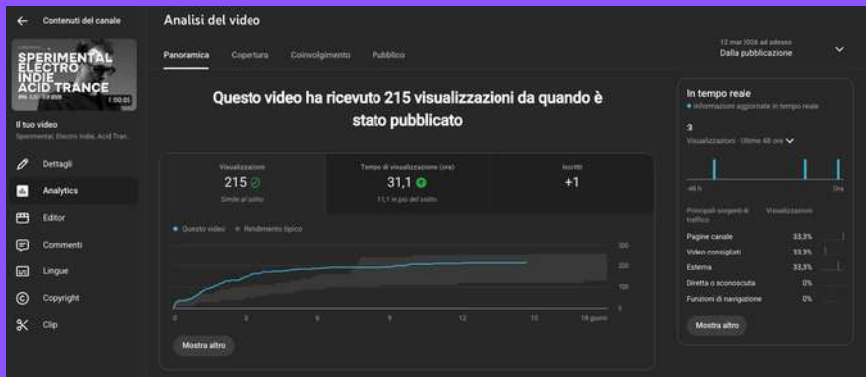 Contenuti del canale
SPERIMENTAL
ELECTRO
INDIE
ACID TRANCE
1:00:05
Il tuo video
Sperimental, Electro Indie, Acid Tran...
Dettagli
Analytics
Editor
Commenti
Lingue
Copyright
Clip
Analisi del video
Panoramica
Copertura
Coinvolgimento
Pubblico
12 mar 2026 ad adesso
Dalla pubblicazione
Questo video ha ricevuto 215 visualizzazioni da quando è
stato pubblicato
Visualizzazioni
215
Simile al solito
Tempo di visualizzazione (ore)
31,1
11,1 in più del solito
Iscritti
+1
Questo video
Rendimento tipico
300
200
100
0
0 3 6 9 12 15 18 giorni
Mostra altro
In tempo reale
Informazioni aggiornate in tempo reale
3
Visualizzazioni · Ultime 48 ore
-48 h Ora
Principali sorgenti di
traffico
Visualizzazioni
Pagine canale 33,3%
Video consigliati 33,3%
Esterna 33,3%
Diretta o sconosciuta 0%
Funzioni di navigazione 0%
Mostra altro